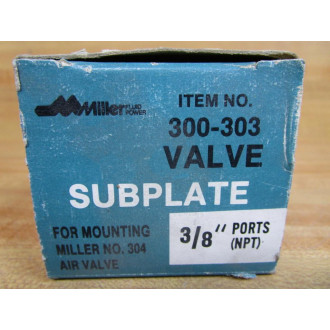 Miller FLUID POWER
ITEM NO.
300-303
VALVE
SUBPLATE
FOR MOUNTING
MILLER NO. 304
AIR VALVE
3/8" PORTS
(NPT)